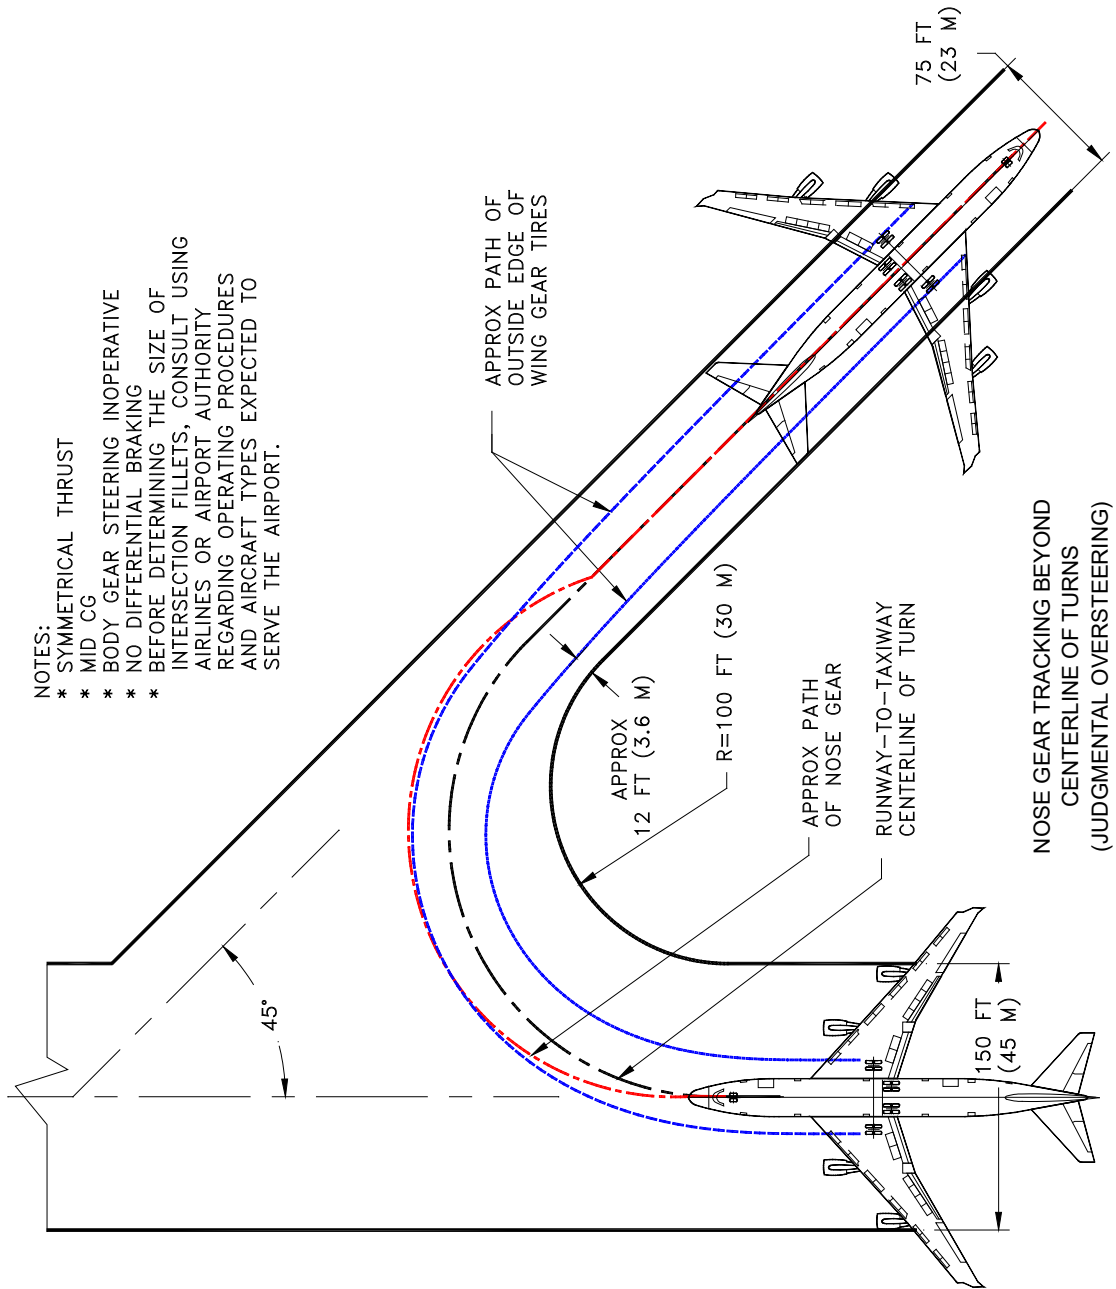 NOTES:
* SYMMETRICAL THRUST
* MID CG
* BODY GEAR STEERING INOPERATIVE
* NO DIFFERENTIAL BRAKING
* BEFORE DETERMINING THE SIZE OF
INTERSECTION FILLETS, CONSULT USING
AIRLINES OR AIRPORT AUTHORITY
REGARDING OPERATING PROCEDURES
AND AIRCRAFT TYPES EXPECTED TO
SERVE THE AIRPORT.
75 FT
(23 M)
APPROX PATH OF
OUTSIDE EDGE OF
WING GEAR TIRES
45°
APPROX
12 FT (3.6 M)
R=100 FT (30 M)
APPROX PATH
OF NOSE GEAR
RUNWAY-TO-TAXIWAY
CENTERLINE OF TURN
150 FT
(45 M)
NOSE GEAR TRACKING BEYOND
CENTERLINE OF TURNS
(JUDGMENTAL OVERSTEERING)